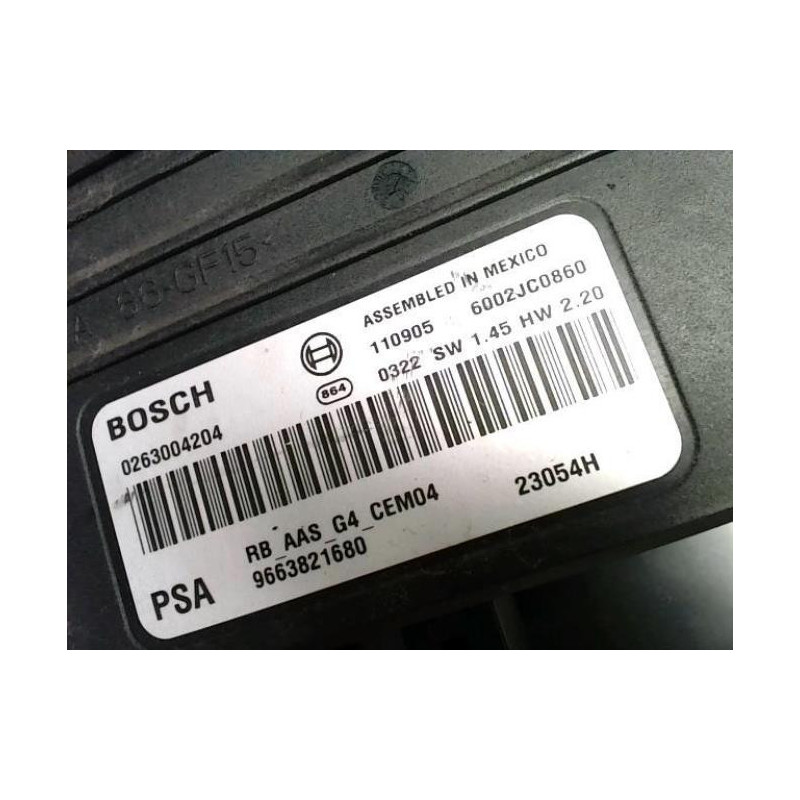 A 66-GF15<
ASSEMBLED IN MEXICO
110905 6002JC0860
0322 SW 1.45 HW 2.20
864
BOSCH
0263004204
RB_AAS_G4_CEM04
9663821680
23054H
PSA